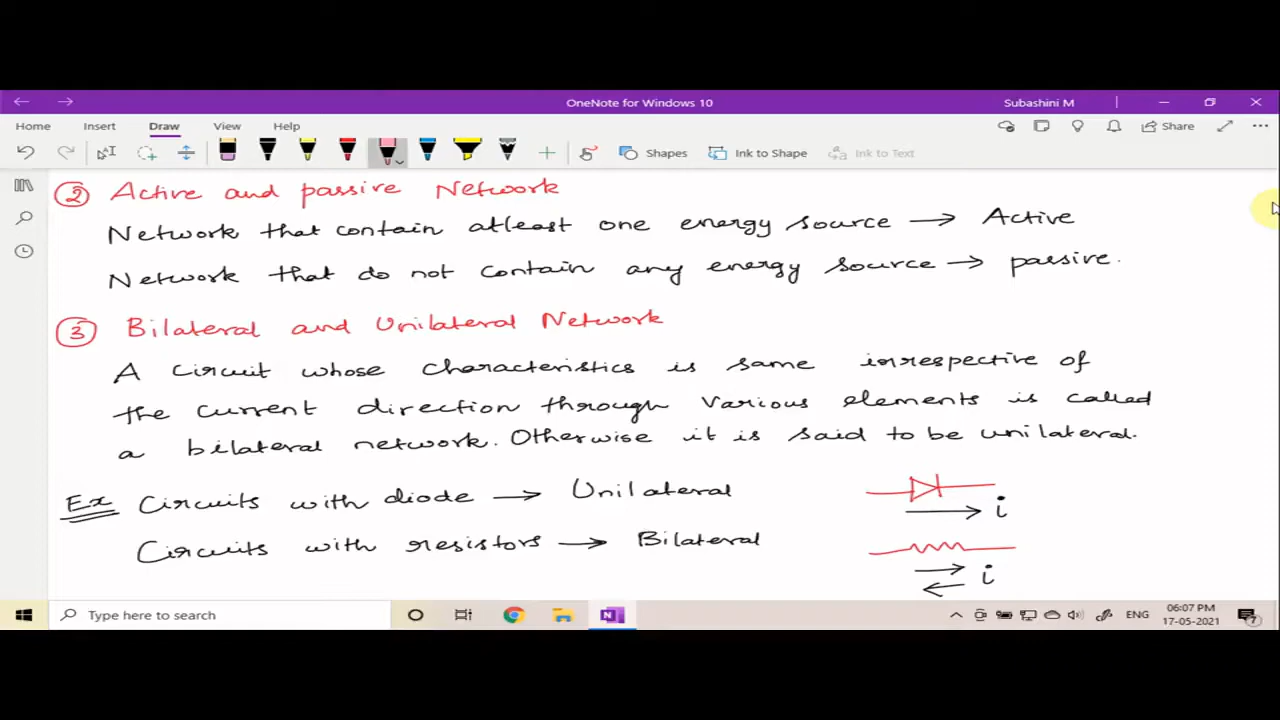 OneNote for Windows 10
Subashini M
Home Insert Draw View Help
Share
Shapes Ink to Shape Ink to Text
② Active and passive Network
Network that contain atleast one energy source → Active
Network that do not contain any energy source → passive.
③ Bilateral and Unilateral Network
A circuit whose characteristics is same irrespective of
the current direction through various elements is called
a bilateral network. Otherwise it is said to be unilateral.
Ex Circuits with diode → Unilateral
i
Circuits with resistors → Bilateral
i
Type here to search
ENG
06:07 PM
17-05-2021
7